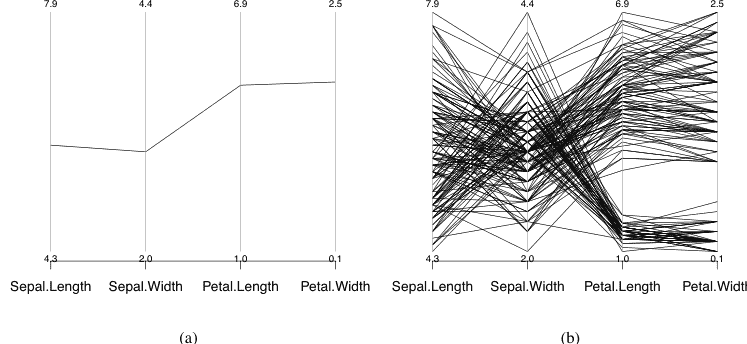 7.9 4.4 6.9 2.5 7.9 4.4 6.9 2.5
4.3 2.0 1.0 0.1 4.3 2.0 1.0 0.1
Sepal.Length Sepal.Width Petal.Length Petal.Width Sepal.Length Sepal.Width Petal.Length Petal.Widt
(a) (b)